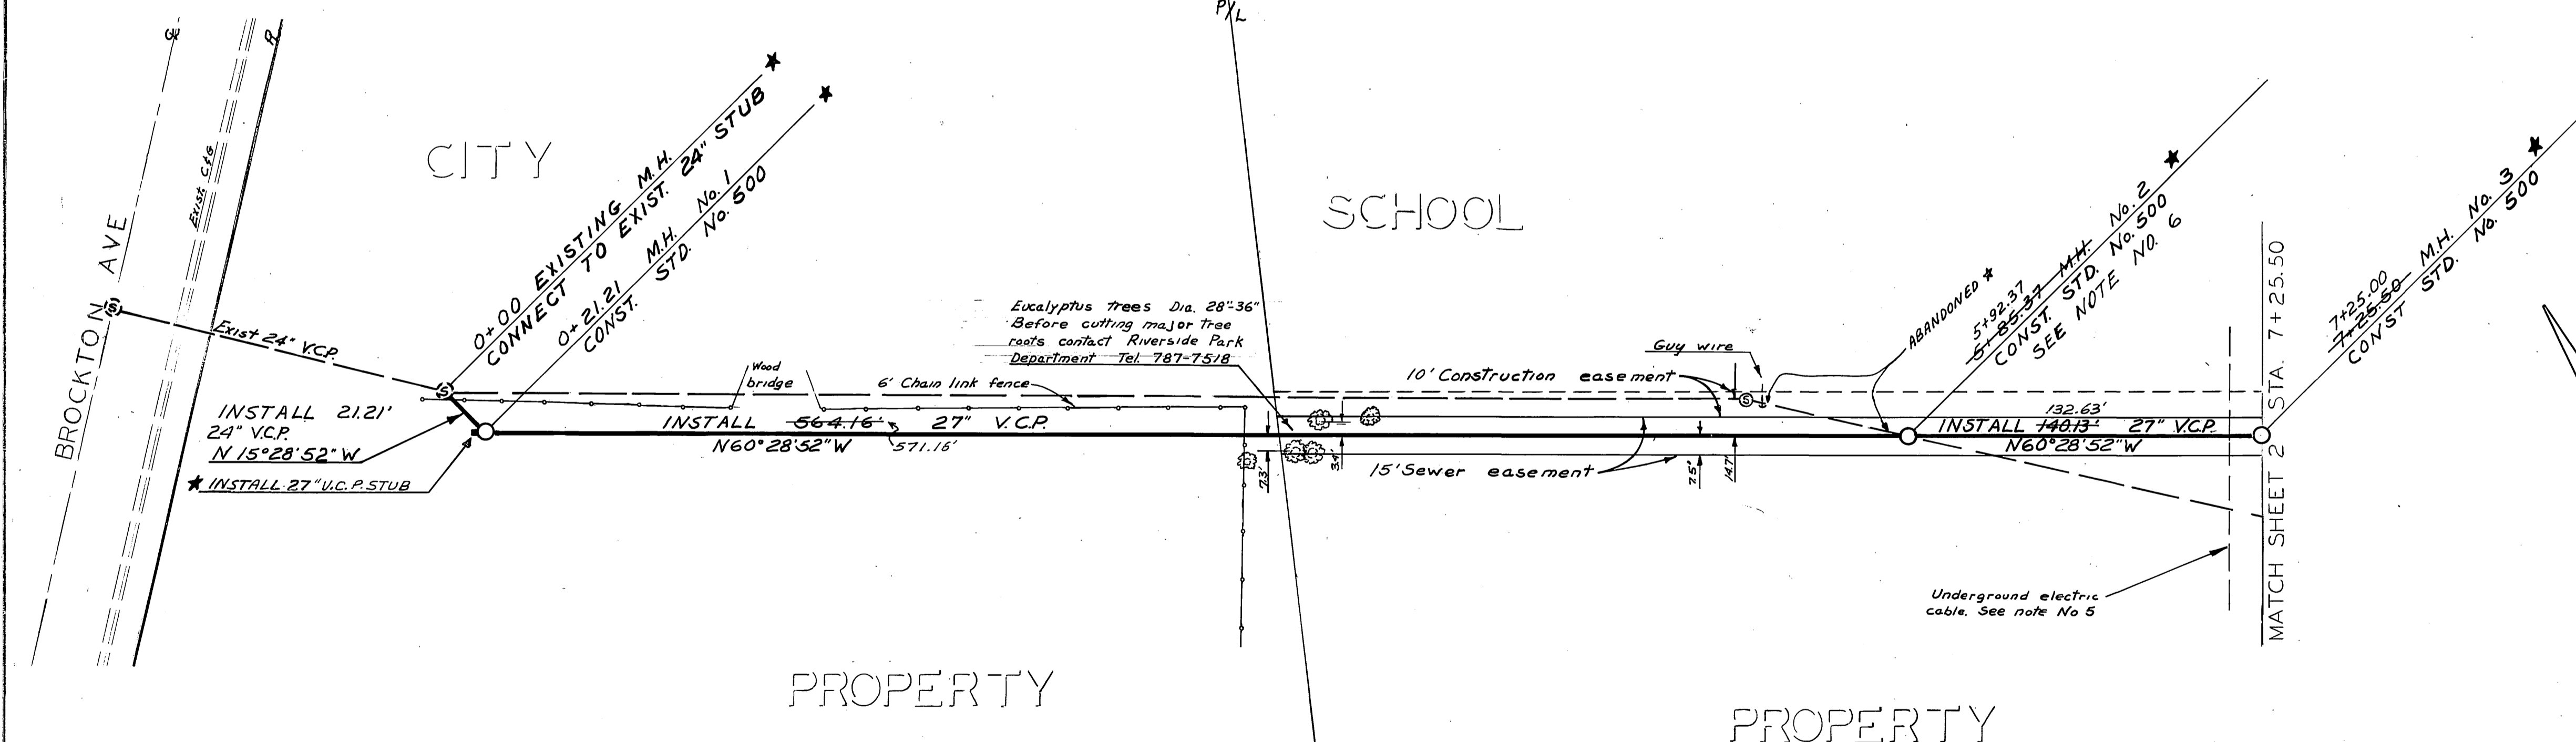 P/L
℄
CITY
SCHOOL
Exist. C&G
BROCKTON AVE
Exist 24" V.C.P.
0+00 EXISTING M.H.
CONNECT TO EXIST. 24" STUB
0+21.21 M.H. No. 1
CONST. STD. No. 500
Eucalyptus trees Dia. 28"-36"
Before cutting major tree
roots contact Riverside Park
Department Tel. 787-7518
Wood
bridge
6' Chain link fence
INSTALL 21.21'
24" V.C.P.
N 15°28'52" W
★ INSTALL 27" V.C.P. STUB
INSTALL 564.16' 27" V.C.P.
N60°28'52"W
571.16'
10' Construction easement
Guy wire
ABANDONED ★
15' Sewer easement
7.3'
3.4'
7.5'
14.7'
5+92.37
5+85.37 M.H. No. 2
CONST. STD. No. 500
SEE NOTE NO. 6
132.63'
INSTALL 140.13' 27" V.C.P.
N60°28'52"W
MATCH SHEET 2 STA. 7+25.50
7+25.00
7+25.50 M.H. No. 3
CONST STD. No. 500
Underground electric
cable. See note No 5
PROPERTY
PROPERTY
S
S
S